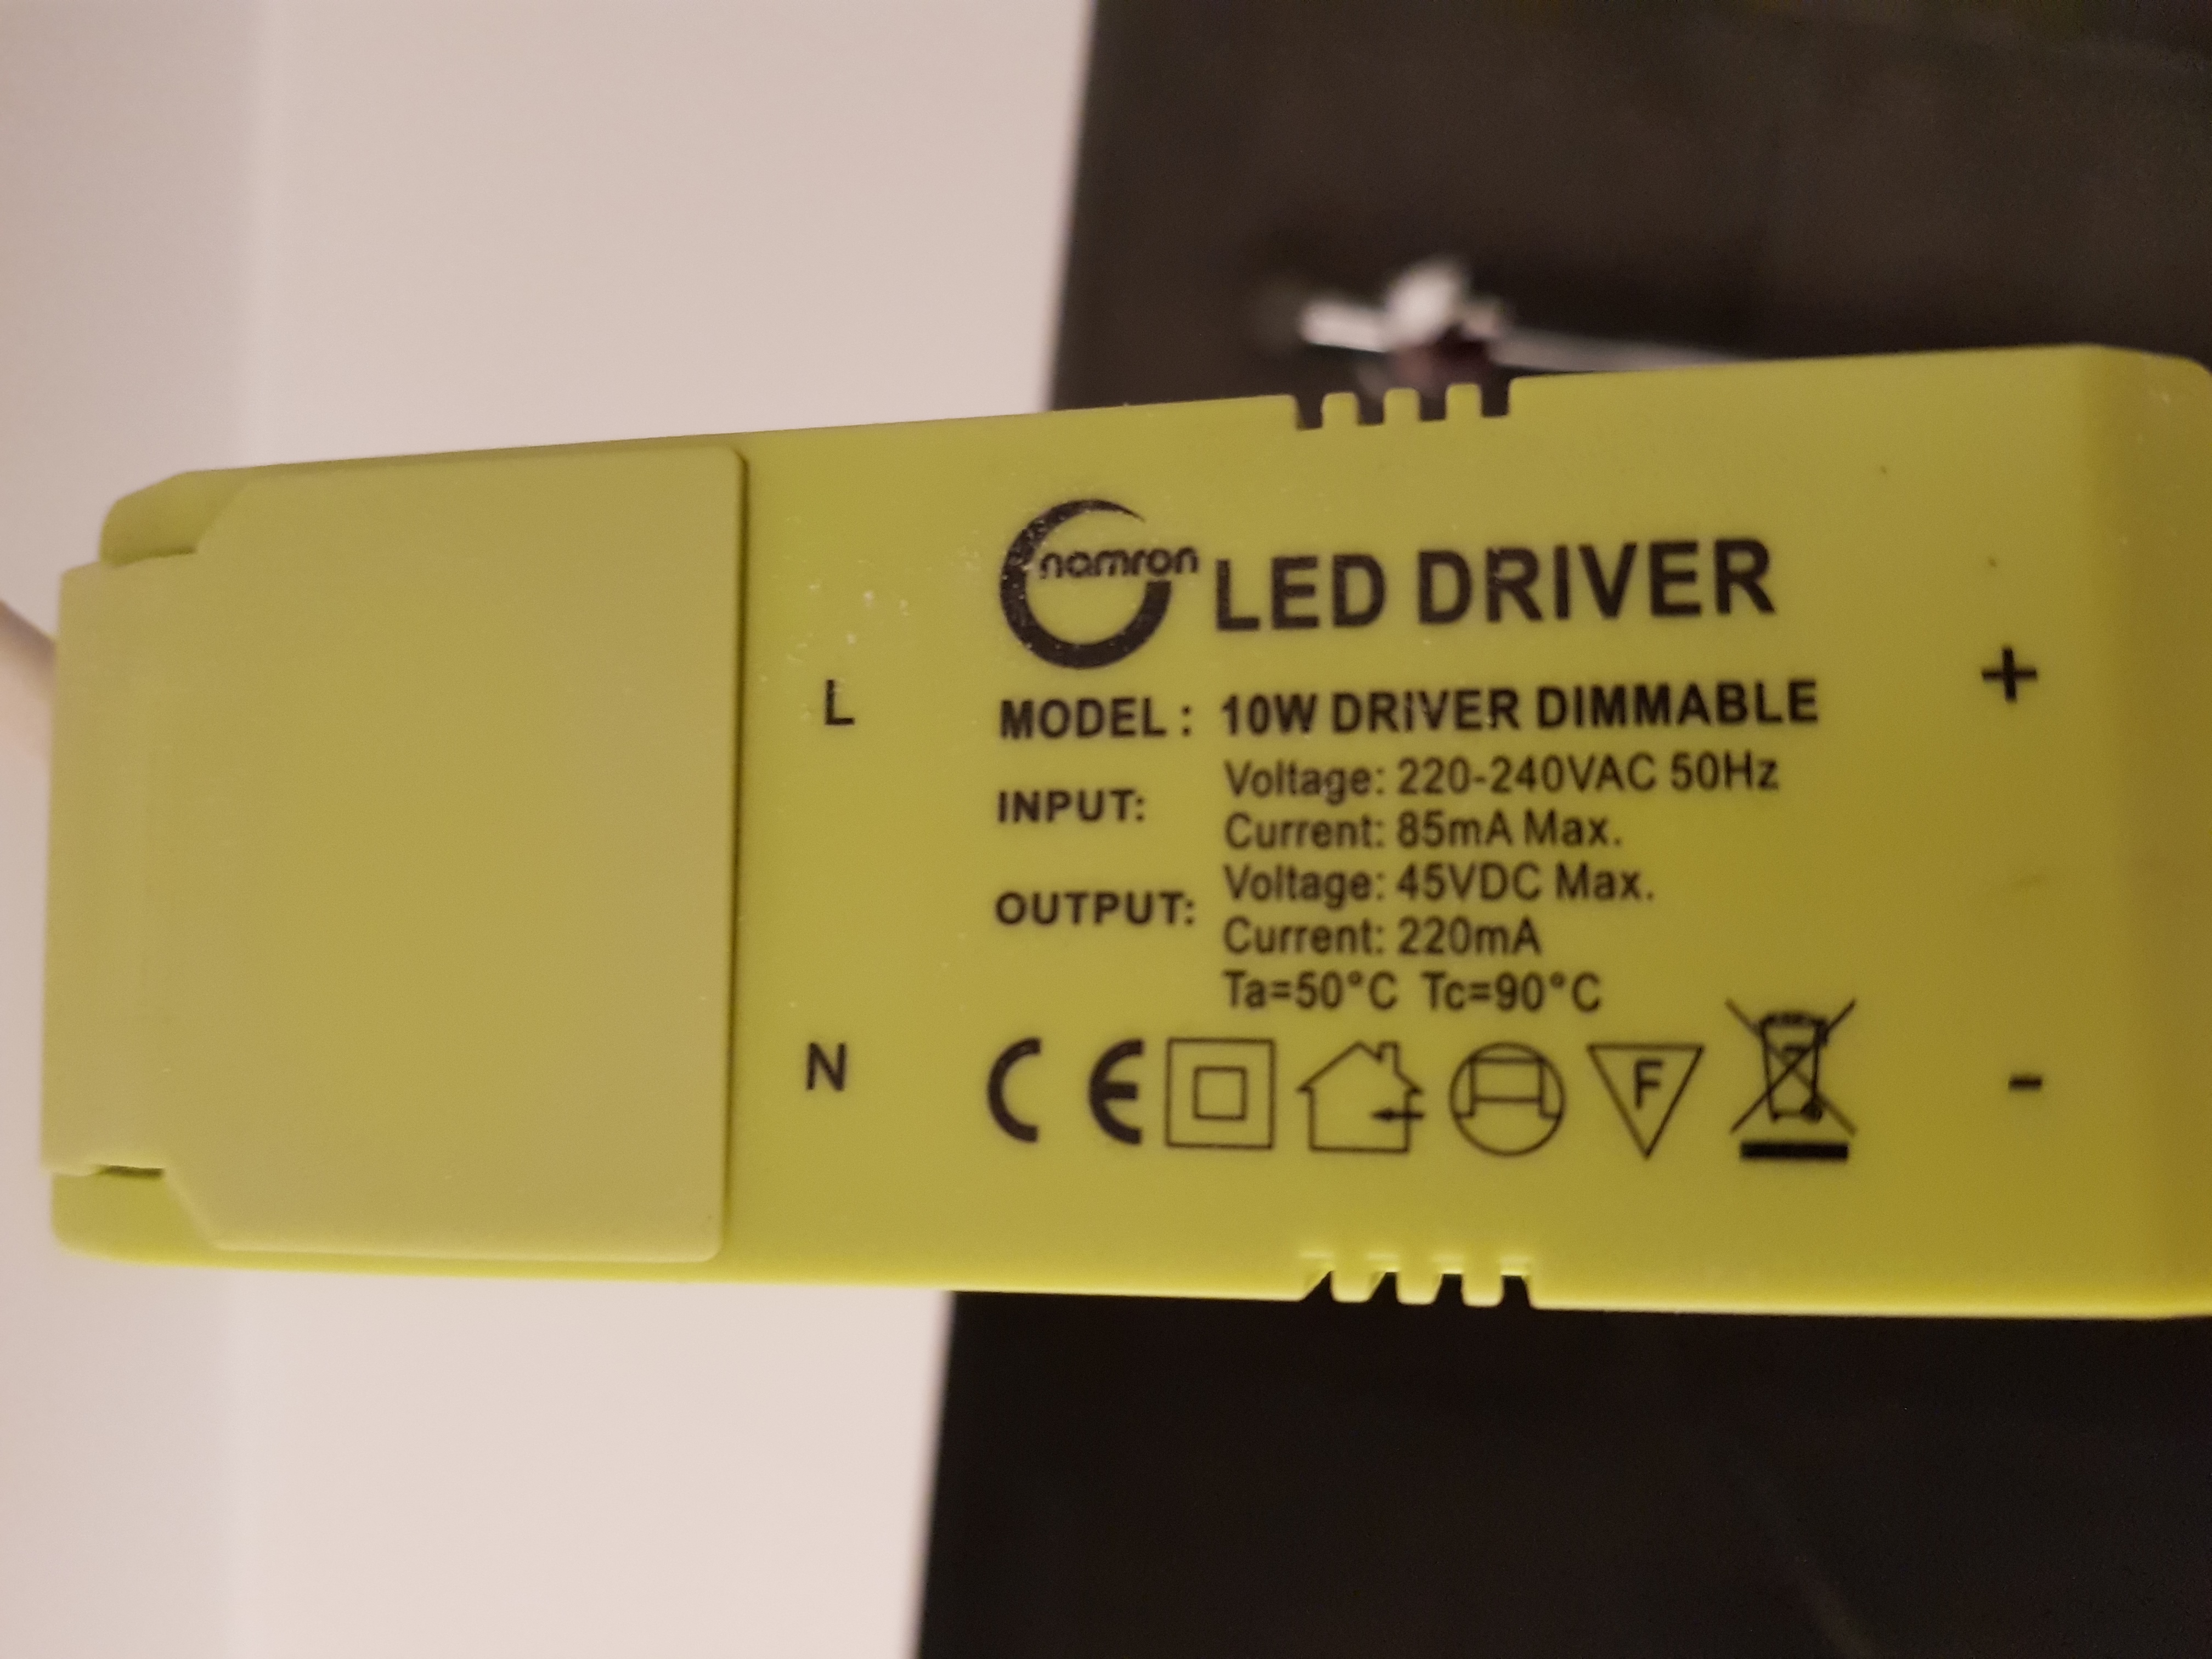 namron LED DRIVER
MODEL : 10W DRIVER DIMMABLE
INPUT: Voltage: 220-240VAC 50Hz
Current: 85mA Max.
OUTPUT: Voltage: 45VDC Max.
Current: 220mA
Ta=50°C Tc=90°C
L
N
CE
F
+
-